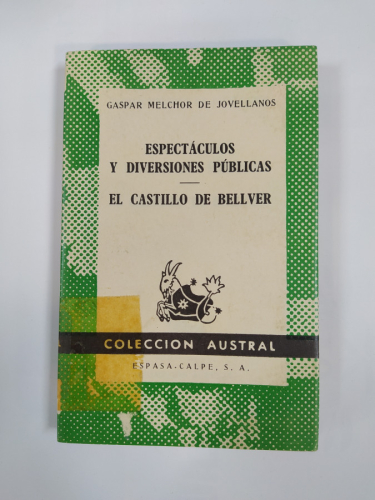 GASPAR MELCHOR DE JOVELLANOS
ESPECTÁCULOS
Y DIVERSIONES PÚBLICAS
EL CASTILLO DE BELLVER
COLECCION AUSTRAL
ESPASA-CALPE, S. A.